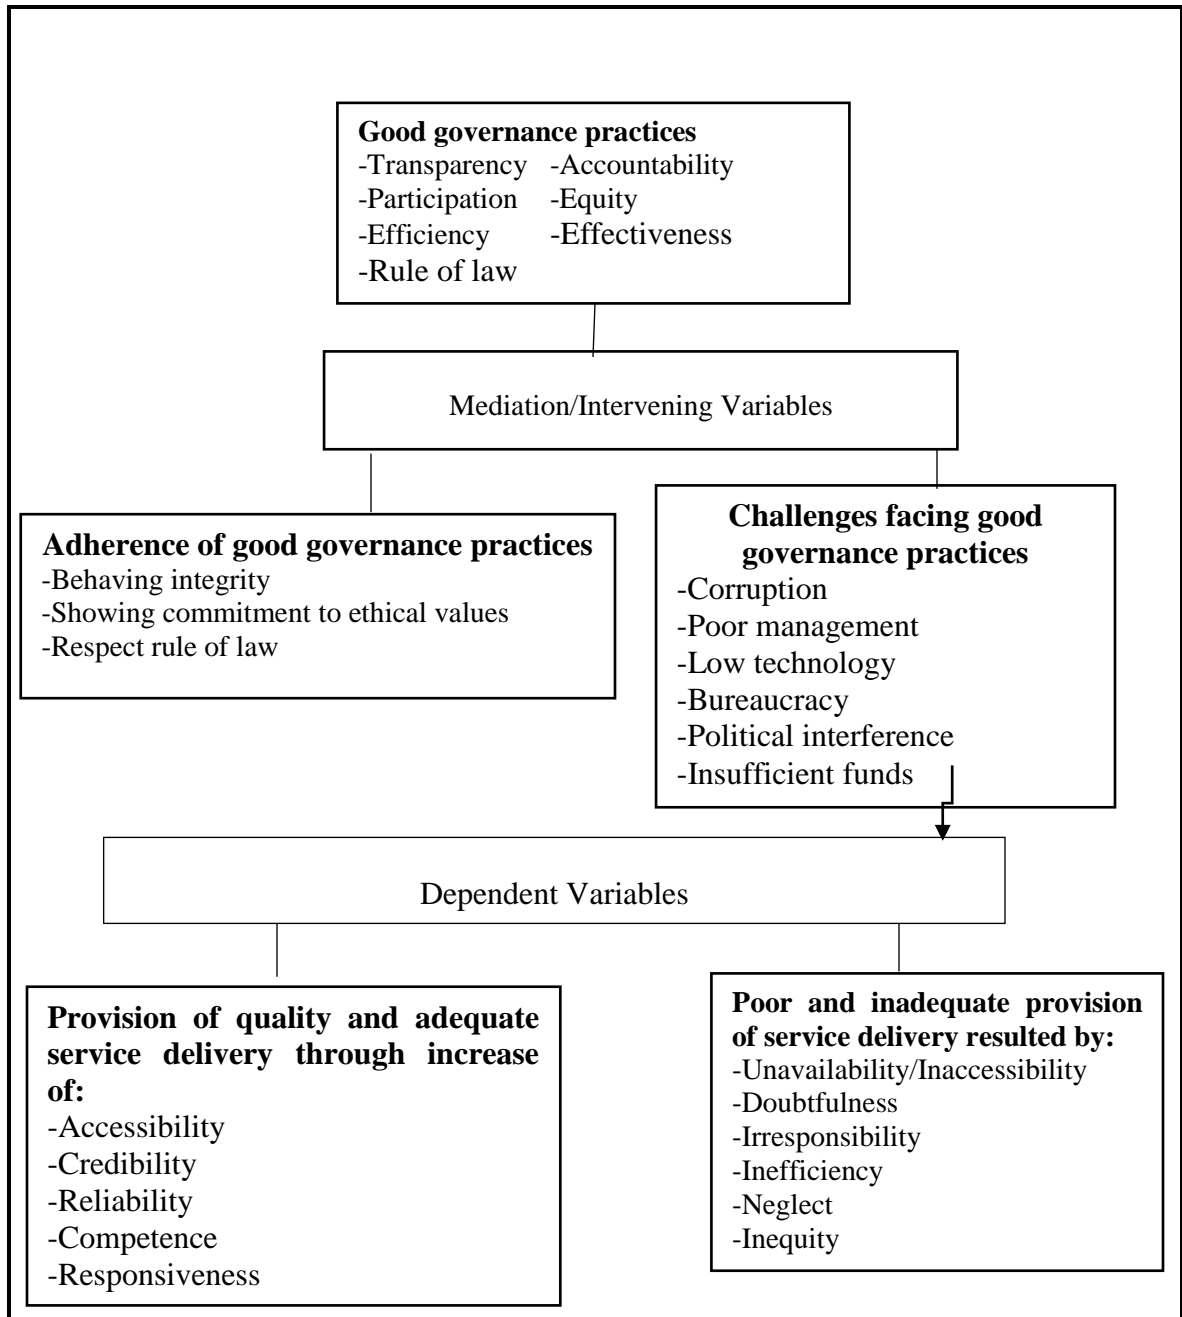 Good governance practices
-Transparency -Accountability
-Participation -Equity
-Efficiency -Effectiveness
-Rule of law
Mediation/Intervening Variables
Adherence of good governance practices
-Behaving integrity
-Showing commitment to ethical values
-Respect rule of law
Challenges facing good
governance practices
-Corruption
-Poor management
-Low technology
-Bureaucracy
-Political interference
-Insufficient funds
Dependent Variables
Provision of quality and adequate
service delivery through increase
of:
-Accessibility
-Credibility
-Reliability
-Competence
-Responsiveness
Poor and inadequate provision
of service delivery resulted by:
-Unavailability/Inaccessibility
-Doubtfulness
-Irresponsibility
-Inefficiency
-Neglect
-Inequity